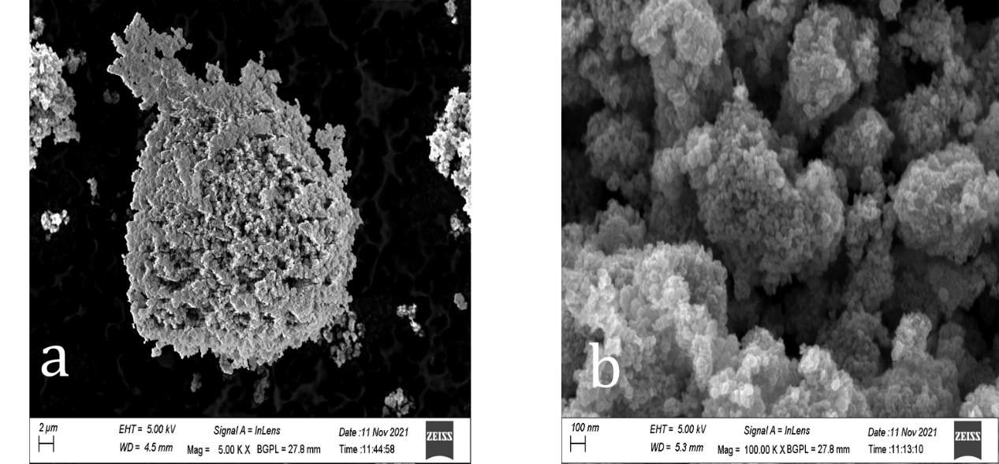 a
2 µm
EHT = 5.00 kV
Signal A = InLens
Date :11 Nov 2021
WD = 4.5 mm
Mag = 5.00 K X
BGPL = 27.8 mm
Time :11:44:58
ZEISS
b
100 nm
EHT = 5.00 kV
Signal A = InLens
Date :11 Nov 2021
WD = 5.3 mm
Mag = 100.00 K X
BGPL = 27.8 mm
Time :11:13:10
ZEISS